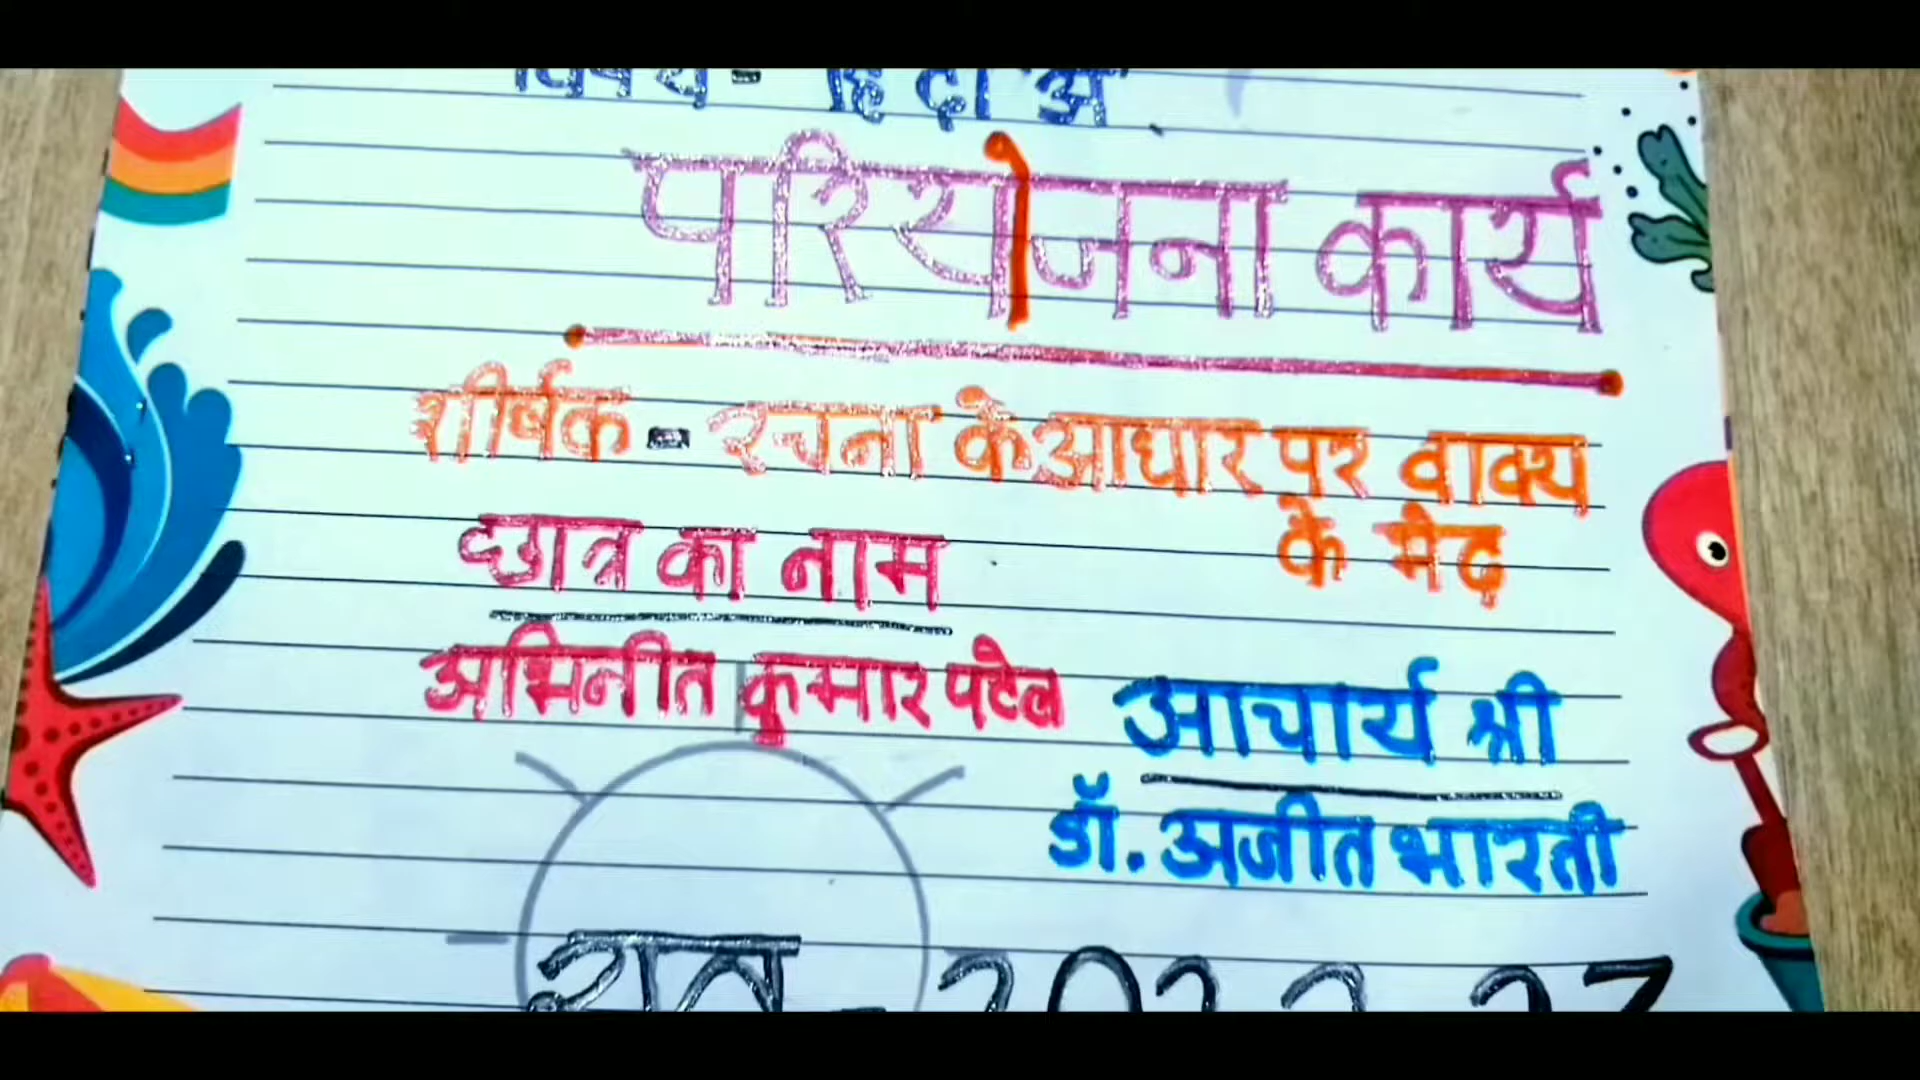 विषय - हिंदी 'अ'
परियोजना कार्य
शीर्षक - रचना के आधार पर वाक्य
के भेद
छात्र का नाम
अभिनीत कुमार पटेल
आचार्य श्री
डॉ. अजीत भारती